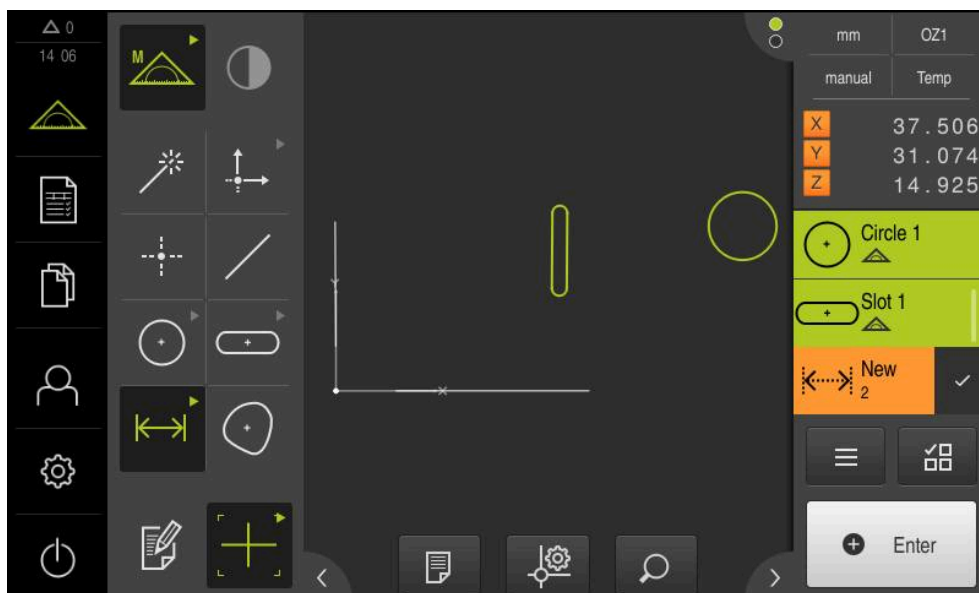 0
14 06
M
Y
X
mm
OZ1
manual
Temp
X 37.506
Y 31.074
Z 14.925
Circle 1
Slot 1
New
2
Enter